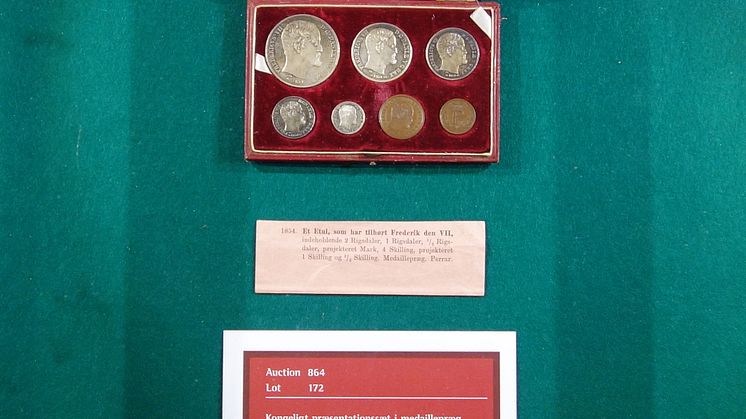 1854. Et Etui, som har tilhørt Frederik den VII,
indeholdende 2 Rigsdaler, 1 Rigsdaler, ½ Rigs-
daler, projekteret Mark, 4 Skilling, projekteret
1 Skilling og ½ Skilling. Medaillepræg. Parrar.
Auction 864
Lot 172
Kongeligt præsentationssæt i medaillepræg